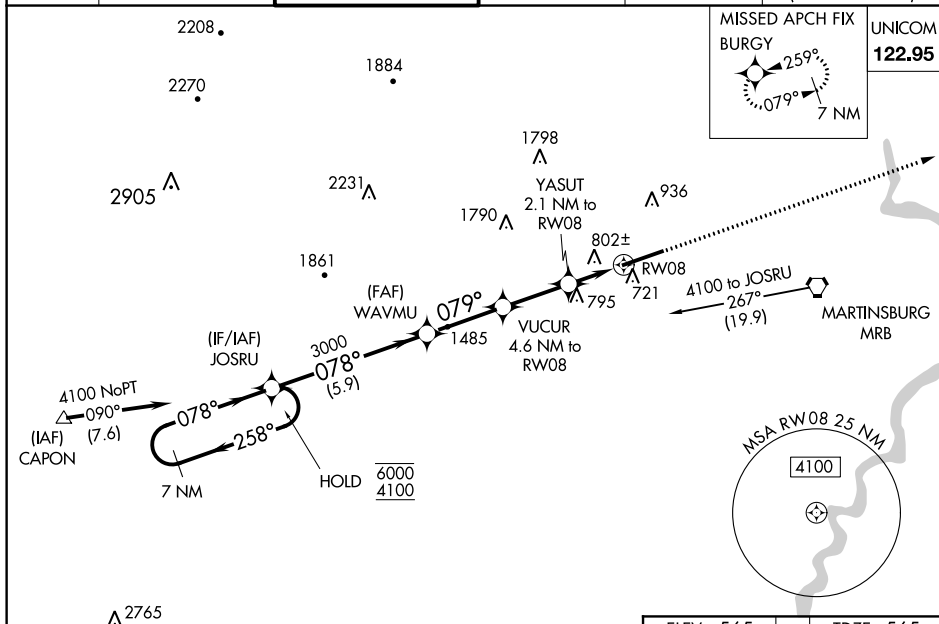 MISSED APCH FIX
BURGY
259°
079°
7 NM
UNICOM
122.95
2208
2270
1884
2905
2231
1798
1790
YASUT
2.1 NM to
RW08
936
802±
RW08
721
795
1861
(FAF)
WAVMU
079°
1485
VUCUR
4.6 NM to
RW08
4100 to JOSRU
267°
(19.9)
MARTINSBURG
MRB
(IF/IAF)
JOSRU
3000
078°
(5.9)
4100 NoPT
090°
(7.6)
(IAF)
CAPON
078°
258°
7 NM
HOLD
6000
4100
MSA RW08 25 NM
4100
2765